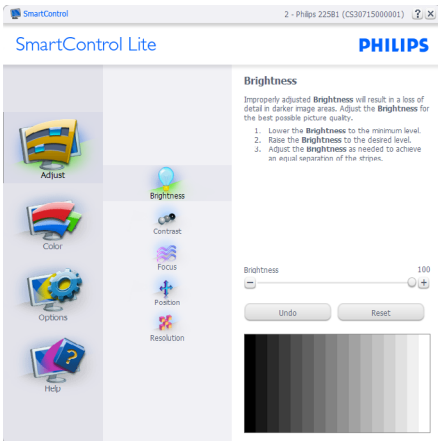 SmartControl
2 - Philips 225B1 (CS30715000001)
SmartControl Lite
PHILIPS
Adjust
Color
Options
Help
Brightness
Contrast
Focus
Position
Resolution
Brightness
Improperly adjusted Brightness will result in a loss of
detail in darker image areas. Adjust the Brightness for
the best possible picture quality.
1. Lower the Brightness to the minimum level.
2. Raise the Brightness to the desired level.
3. Adjust the Brightness as needed to achieve
an equal separation of the stripes.
Brightness 100
Undo Reset